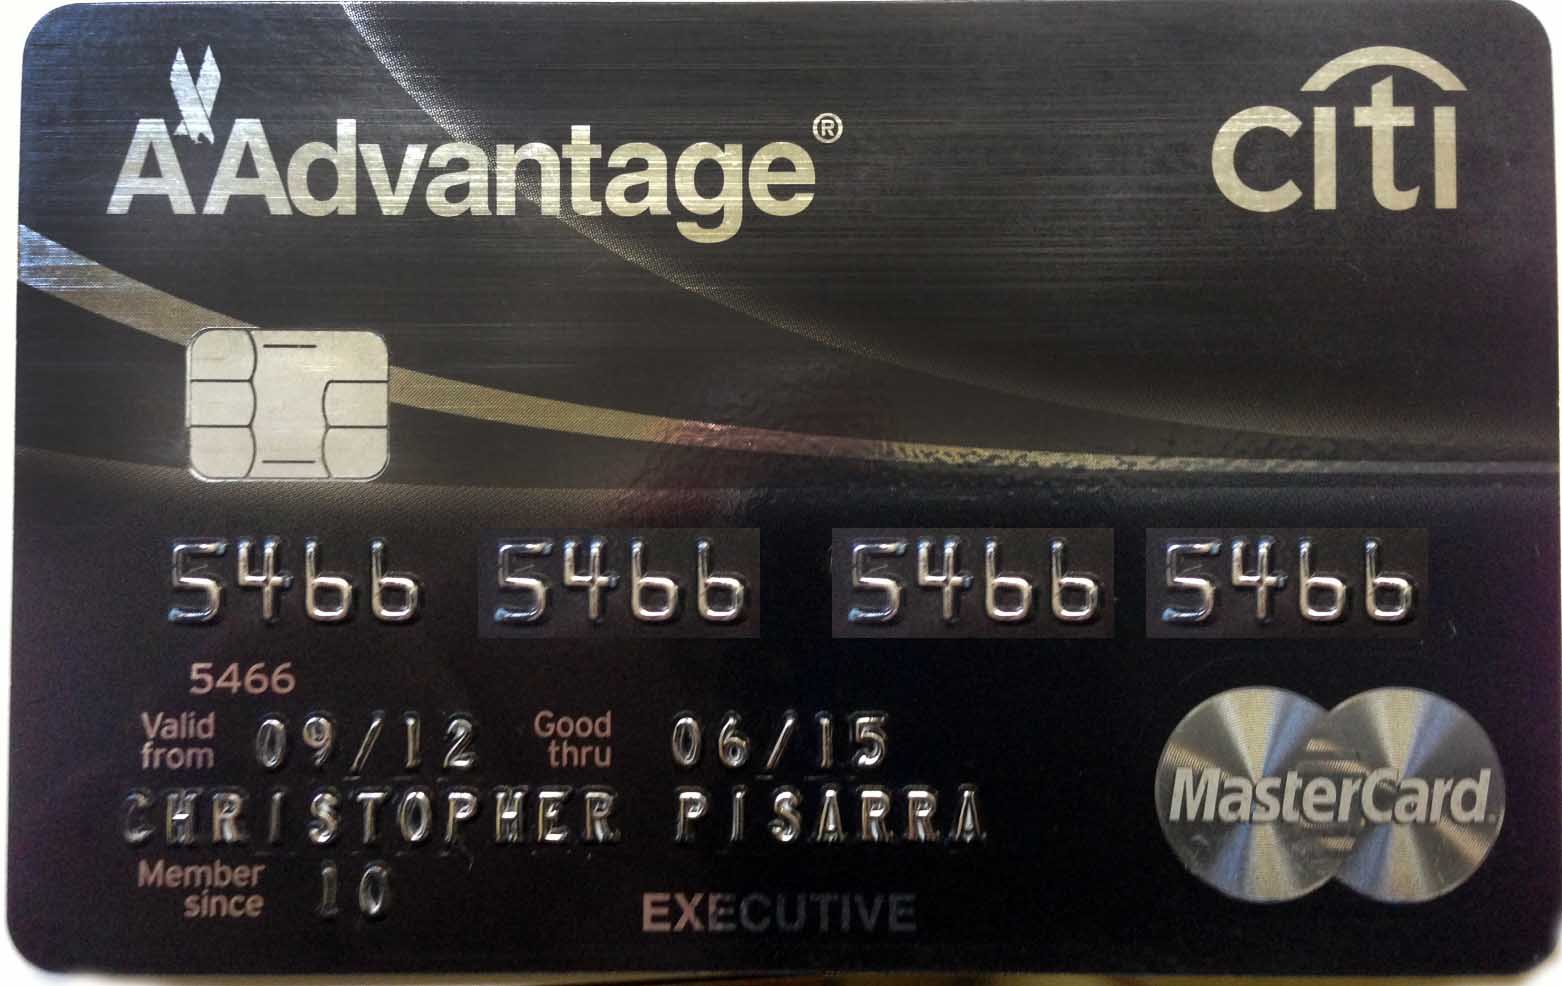 AAdvantage®
citi
5466 5466 5466 5466
5466
Valid from 09/12 Good thru 06/15
CHRISTOPHER PISARRA
Member since 10
EXECUTIVE
MasterCard